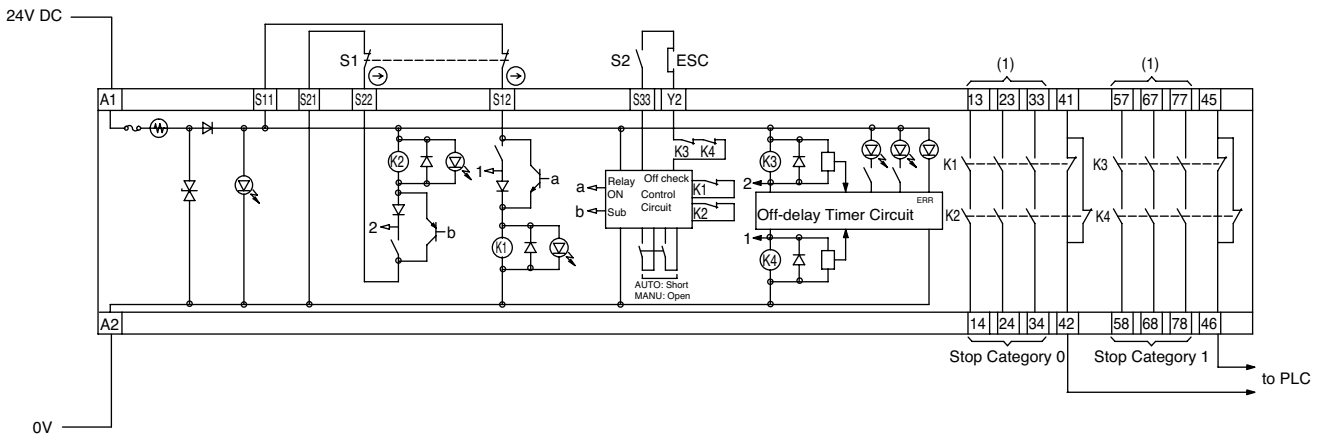 24V DC
S1
S2
ESC
(1)
(1)
A1
S11
S21
S22
S12
S33
Y2
13
23
33
41
57
67
77
45
K3
K4
K2
1
a
a
b
Relay
ON
Sub
Off check
Control
Circuit
K1
K2
K3
2
ERR
Off-delay Timer Circuit
K1
K3
2
b
K1
1
K4
K2
K4
AUTO: Short
MANU: Open
A2
14
24
34
42
58
68
78
46
Stop Category 0
Stop Category 1
to PLC
0V